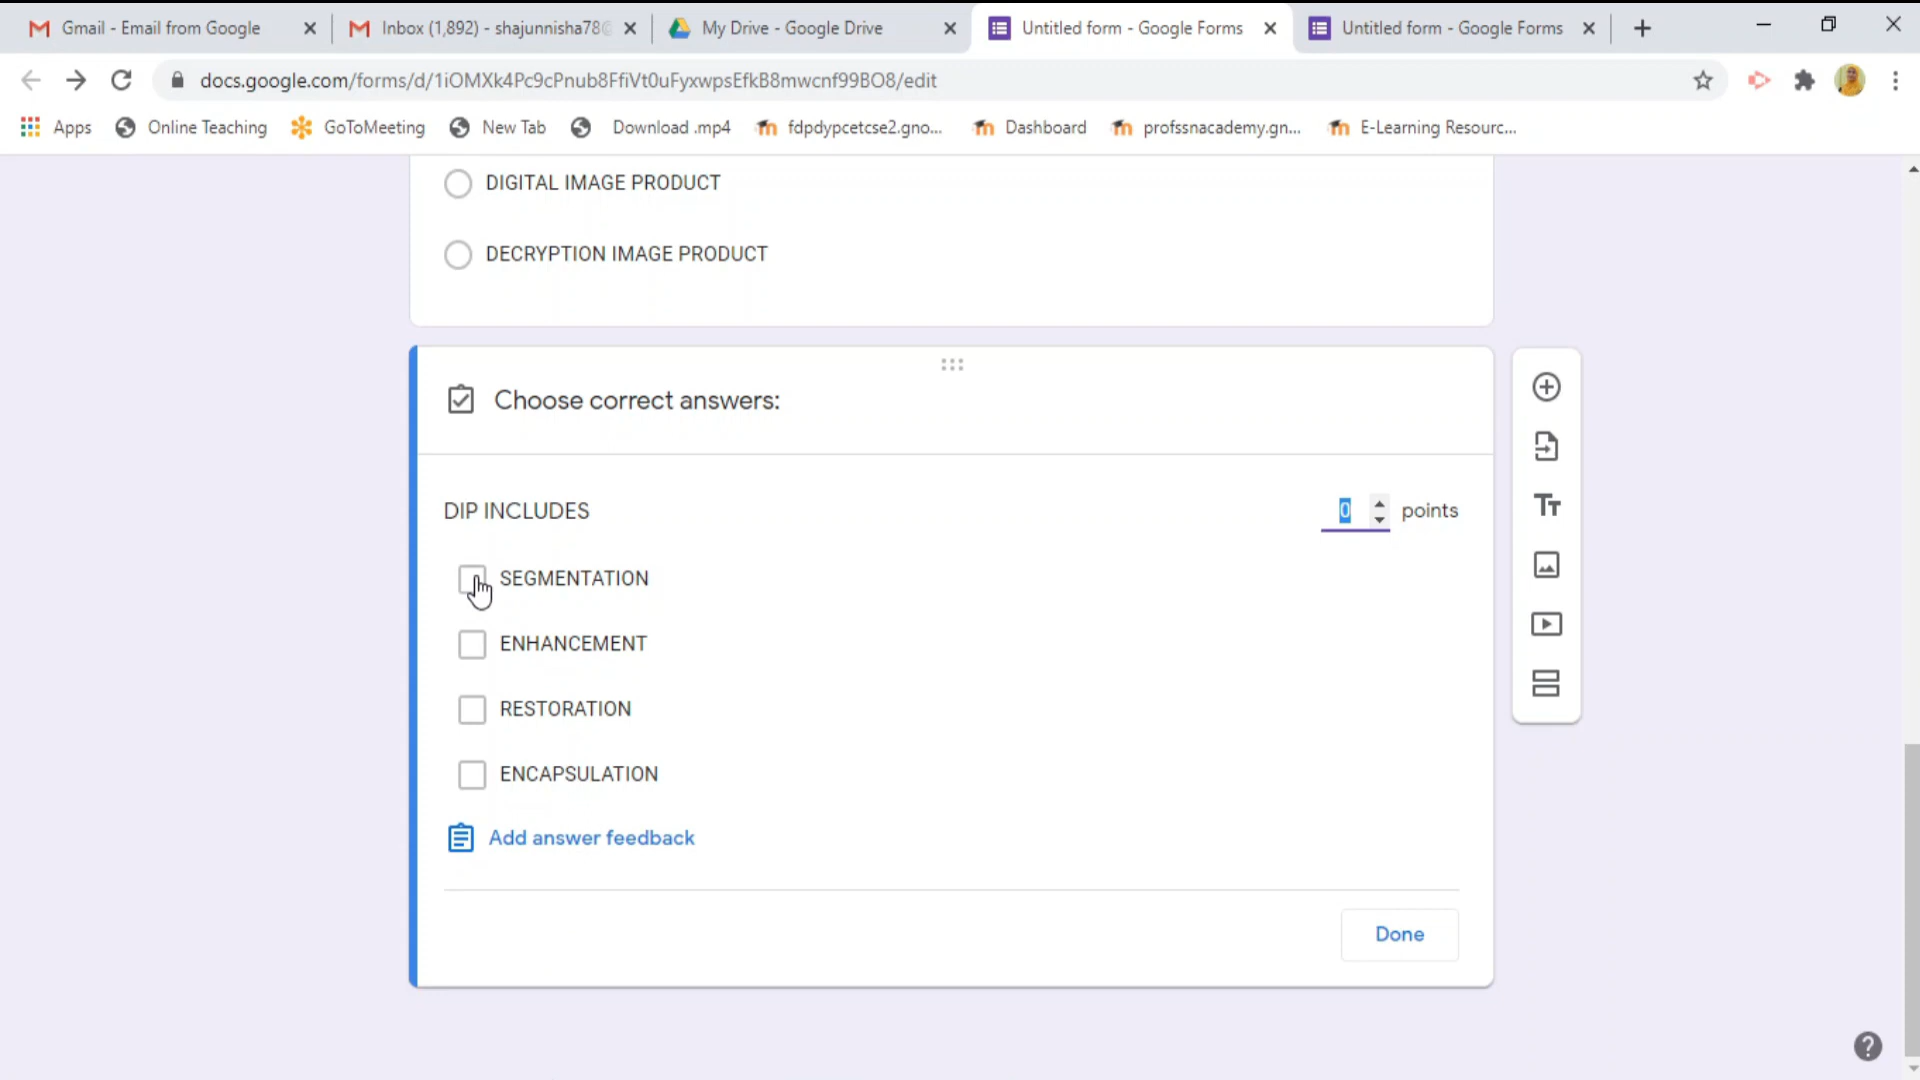 Gmail - Email from Google
Inbox (1,892) - shajunnisha78@
My Drive - Google Drive
Untitled form - Google Forms
Untitled form - Google Forms
docs.google.com/forms/d/1iOMXk4Pc9cPnub8FfiVt0uFyxwpsEfkB8mwcnf99BO8/edit
Apps
Online Teaching
GoToMeeting
New Tab
Download .mp4
fdpdypcetcse2.gno...
Dashboard
profssnacademy.gn...
E-Learning Resourc...
DIGITAL IMAGE PRODUCT
DECRYPTION IMAGE PRODUCT
Choose correct answers:
DIP INCLUDES
0 points
SEGMENTATION
ENHANCEMENT
RESTORATION
ENCAPSULATION
Add answer feedback
Done